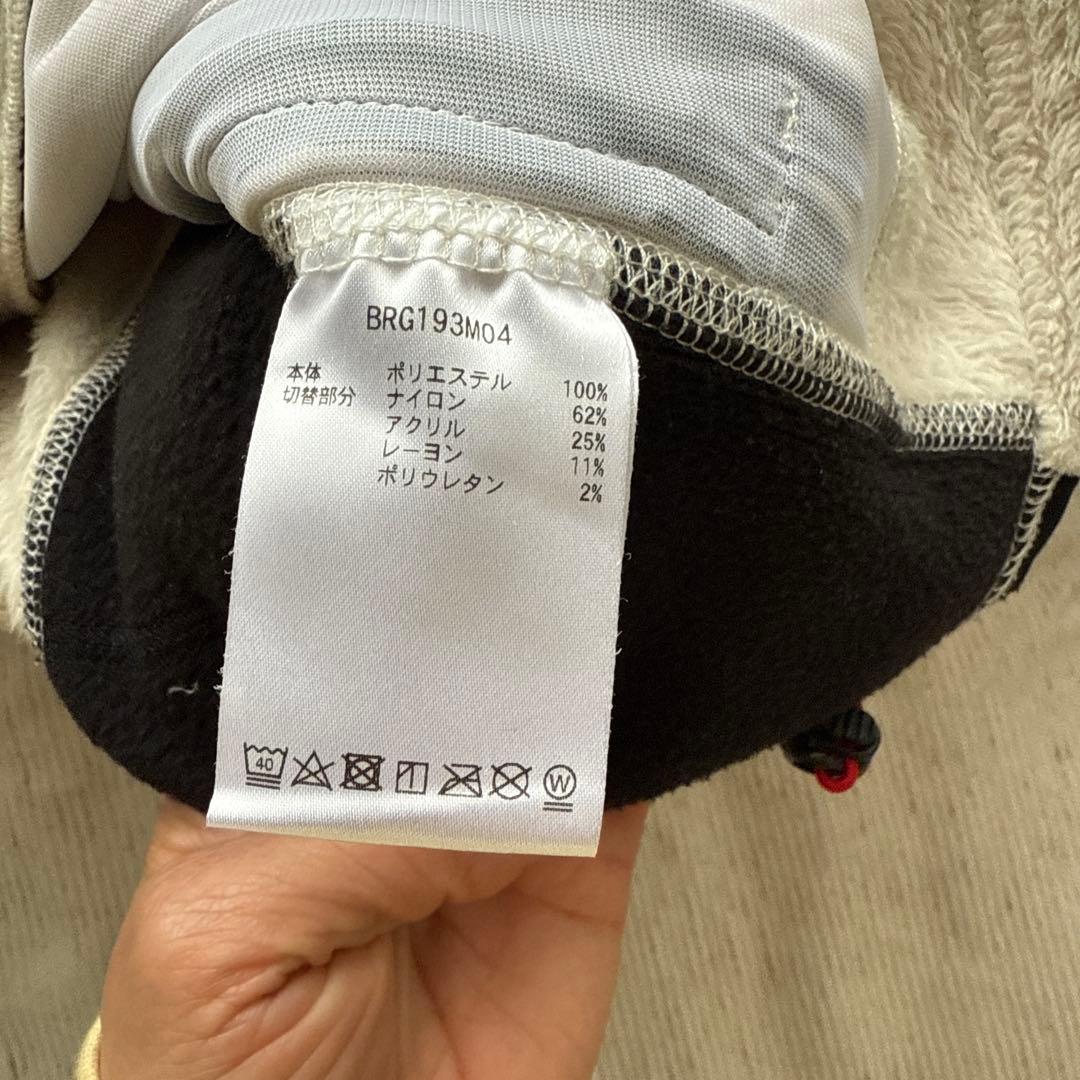 BRG193M04
本体 ポリエステル 100%
切替部分 ナイロン 62%
アクリル 25%
レーヨン 11%
ポリウレタン 2%
40
W